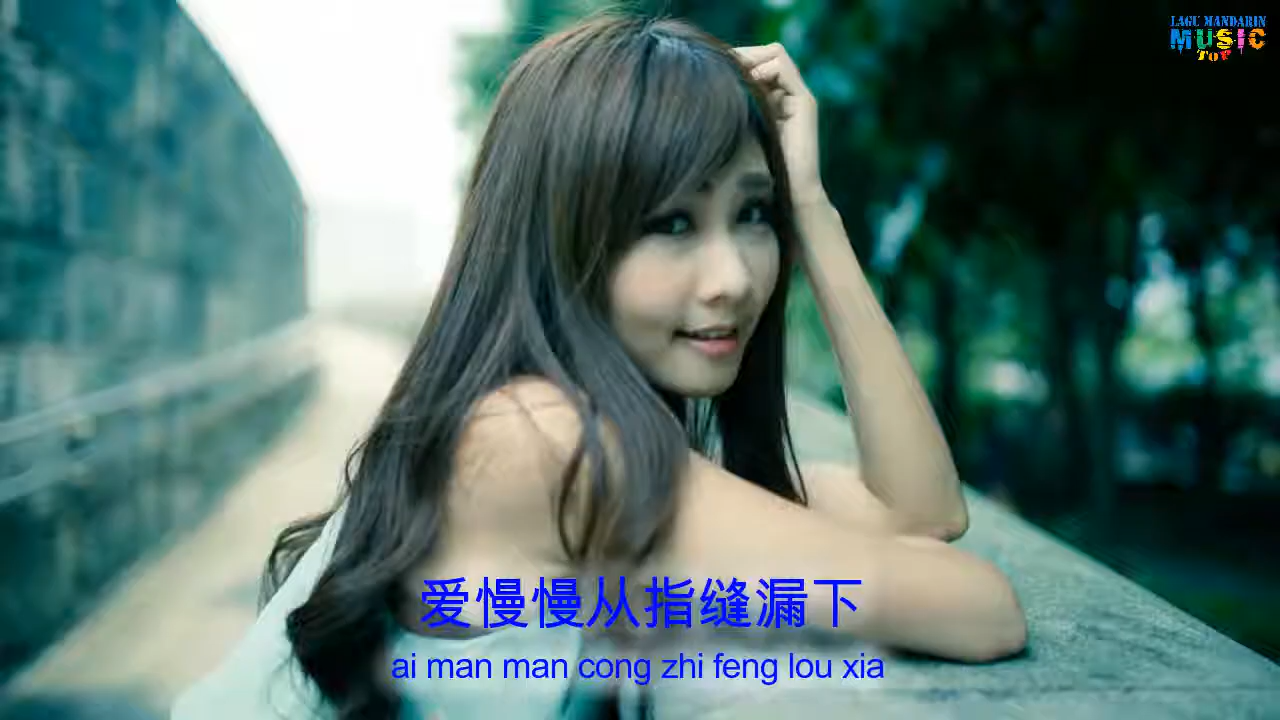 LAGU MANDARIN
MUSIC
TOP
爱慢慢从指缝漏下
ai man man cong zhi feng lou xia